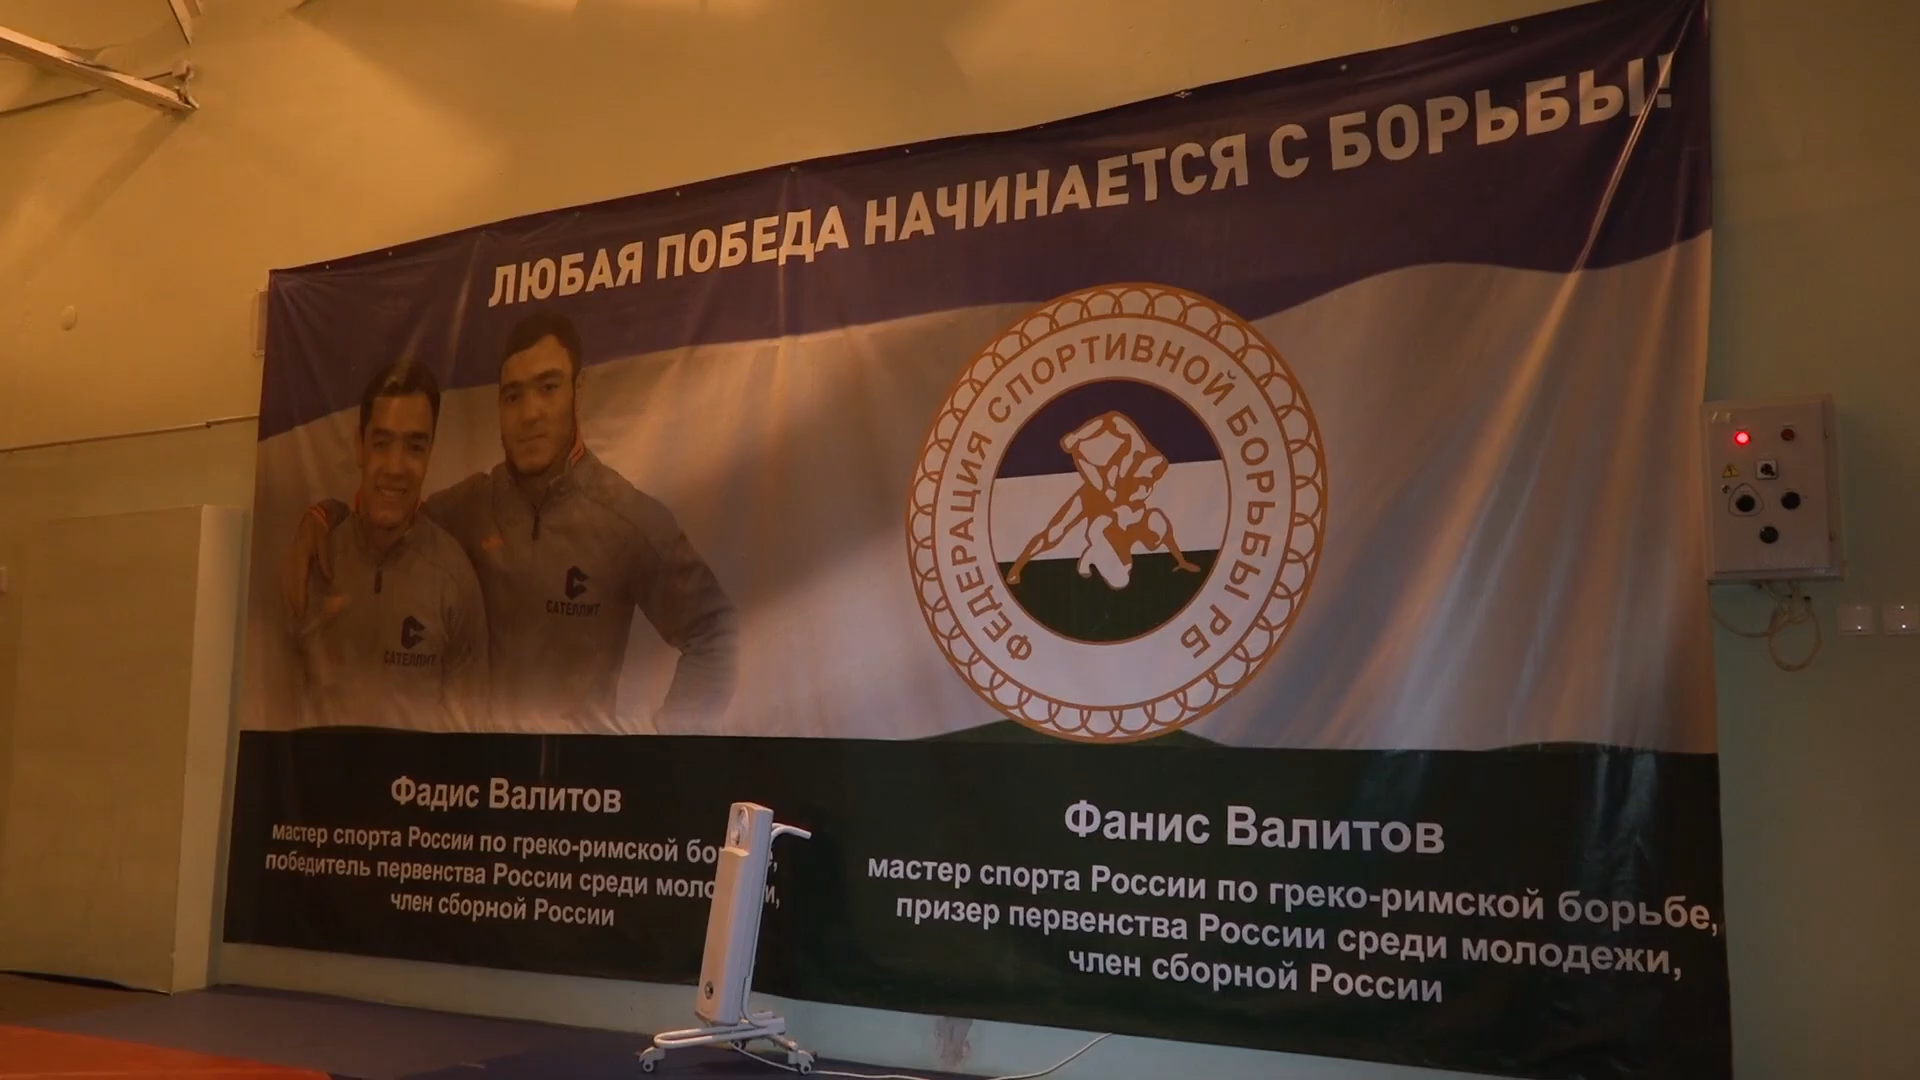 ЛЮБАЯ ПОБЕДА НАЧИНАЕТСЯ С БОРЬБЫ!
ФЕДЕРАЦИЯ СПОРТИВНОЙ БОРЬБЫ РБ
САТЕЛЛИТ
САТЕЛЛИТ
Фадис Валитов
мастер спорта России по греко-римской
победитель первенства России среди
член сборной России
Фанис Валитов
мастер спорта России по греко-римской борьбе,
призер первенства России среди молодежи,
член сборной России